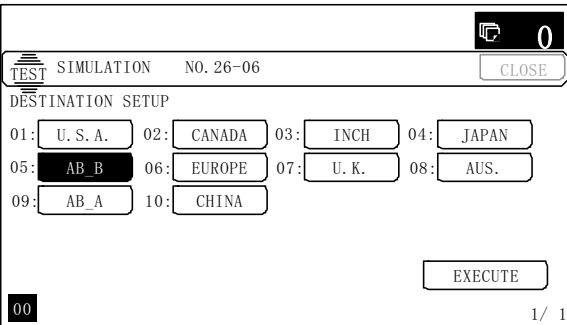 0
TEST SIMULATION NO.26-06 CLOSE
DESTINATION SETUP
01: U.S.A. 02: CANADA 03: INCH 04: JAPAN
05: AB_B 06: EUROPE 07: U.K. 08: AUS.
09: AB_A 10: CHINA
EXECUTE
00 1/ 1